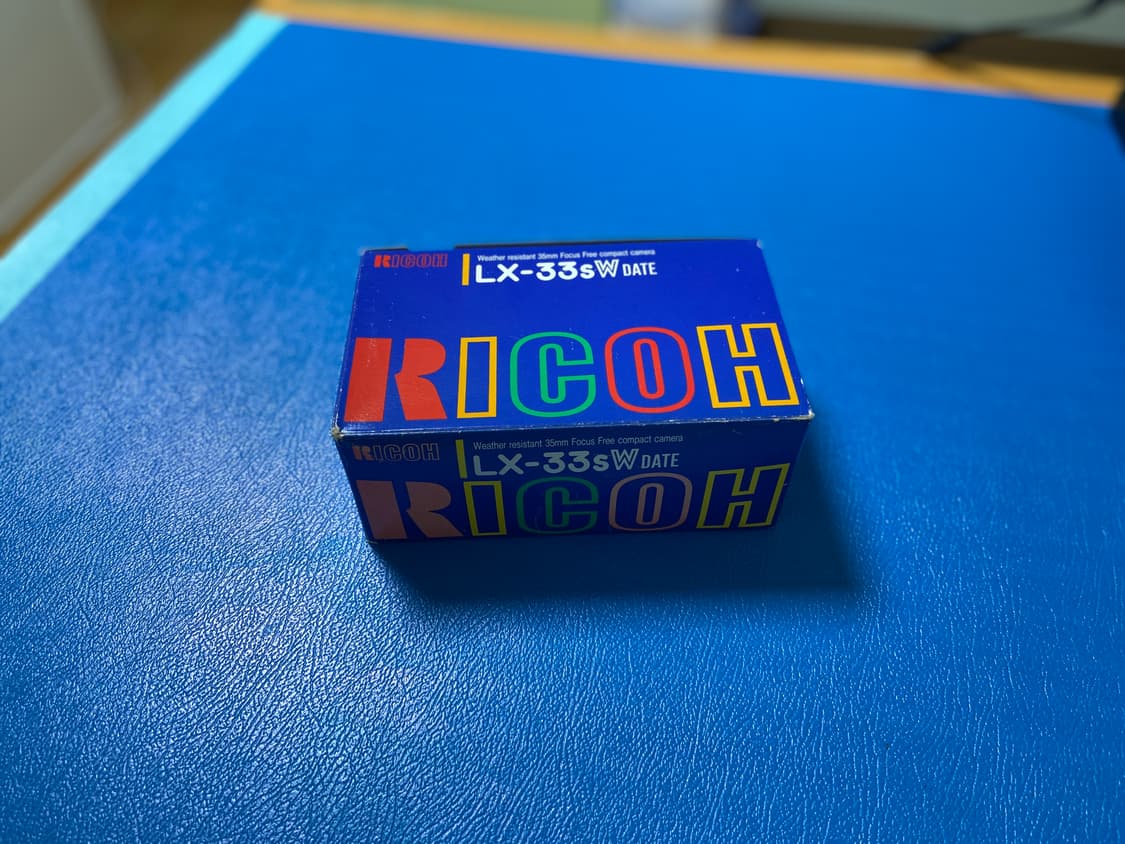 RICOH
Weather resistant 35mm Focus Free compact camera
LX-33sW DATE
RICOH
RICOH
Weather resistant 35mm Focus Free compact camera
LX-33sW DATE
RICOH